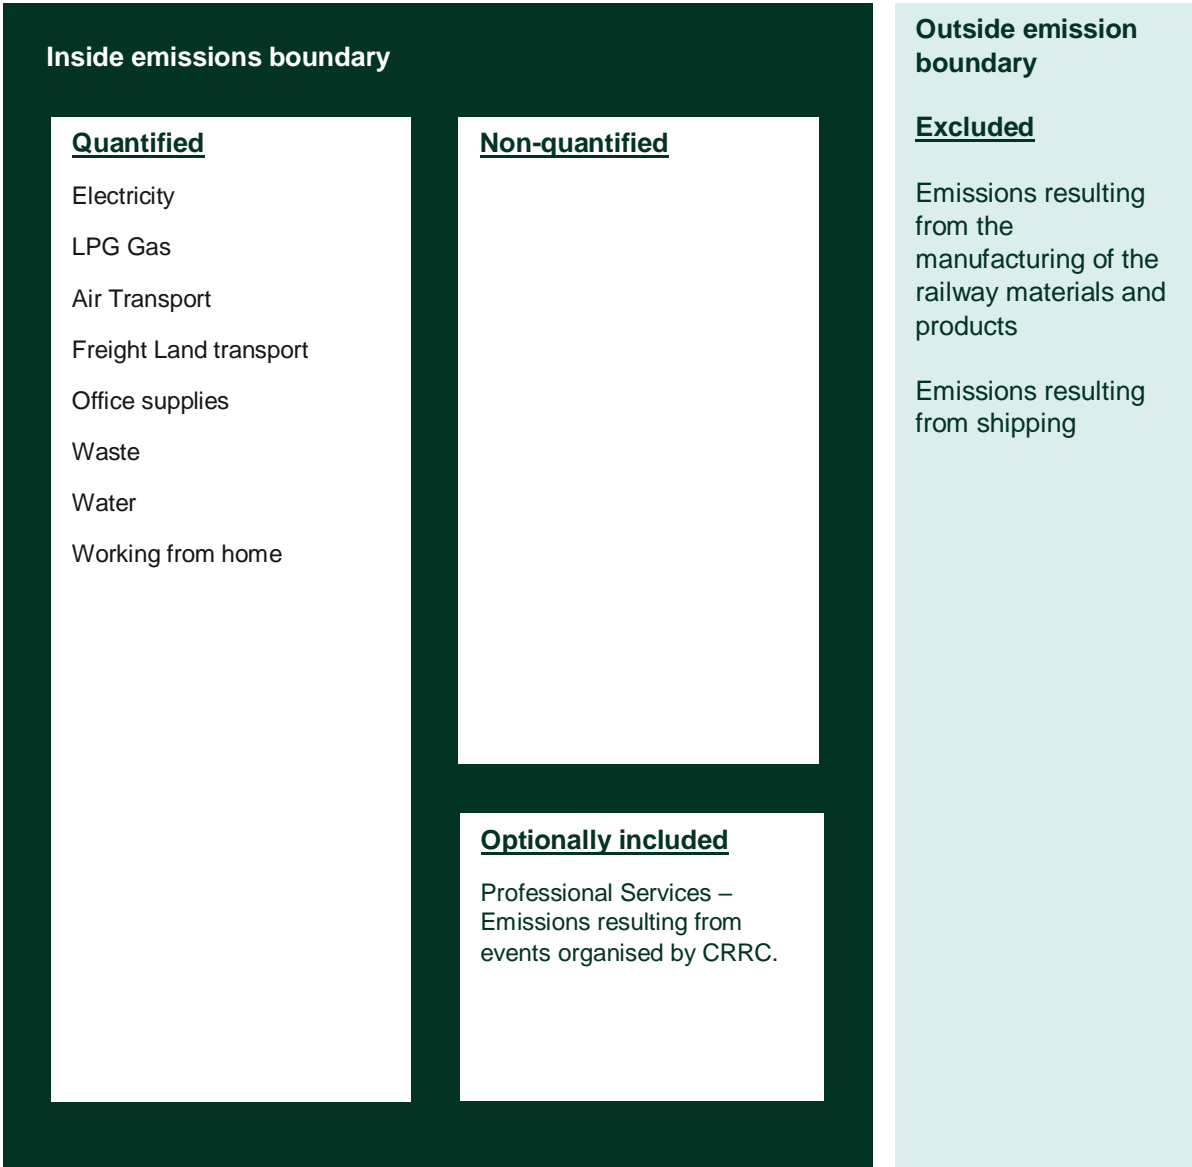 Inside emissions boundary
Quantified
Electricity
LPG Gas
Air Transport
Freight Land transport
Office supplies
Waste
Water
Working from home
Non-quantified
Optionally included
Professional Services –
Emissions resulting from
events organised by CRRC.
Outside emission
boundary
Excluded
Emissions resulting
from the
manufacturing of the
railway materials and
products
Emissions resulting
from shipping